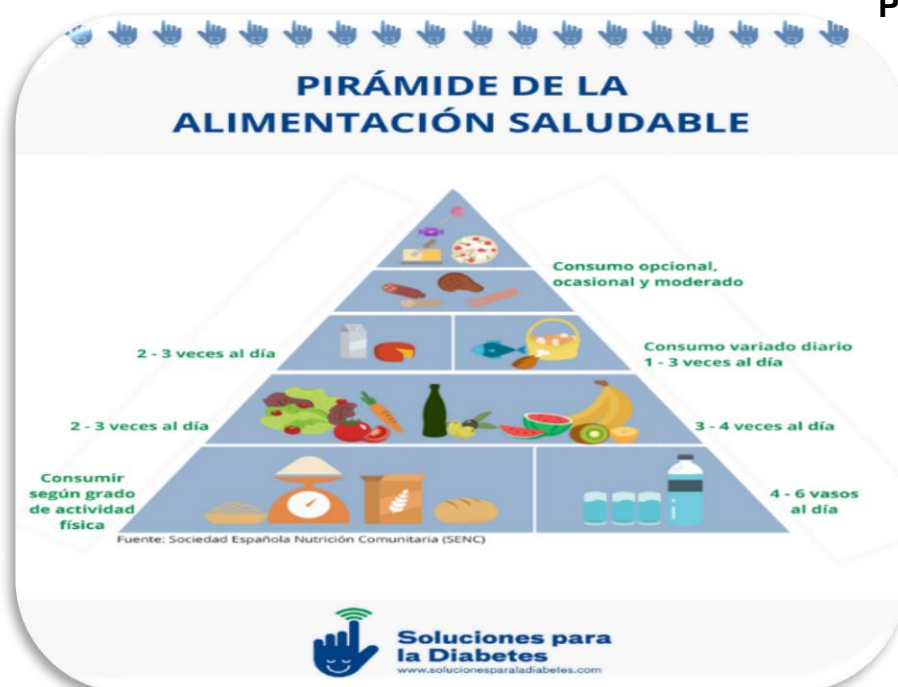 P
PIRÁMIDE DE LA
ALIMENTACIÓN SALUDABLE
Consumo opcional,
ocasional y moderado
2 - 3 veces al día
Consumo variado diario
1 - 3 veces al día
2 - 3 veces al día
3 - 4 veces al día
Consumir
según grado
de actividad
física
4 - 6 vasos
al día
Fuente: Sociedad Española Nutrición Comunitaria (SENC)
Soluciones para
la Diabetes
www.solucionesparaladiabetes.com